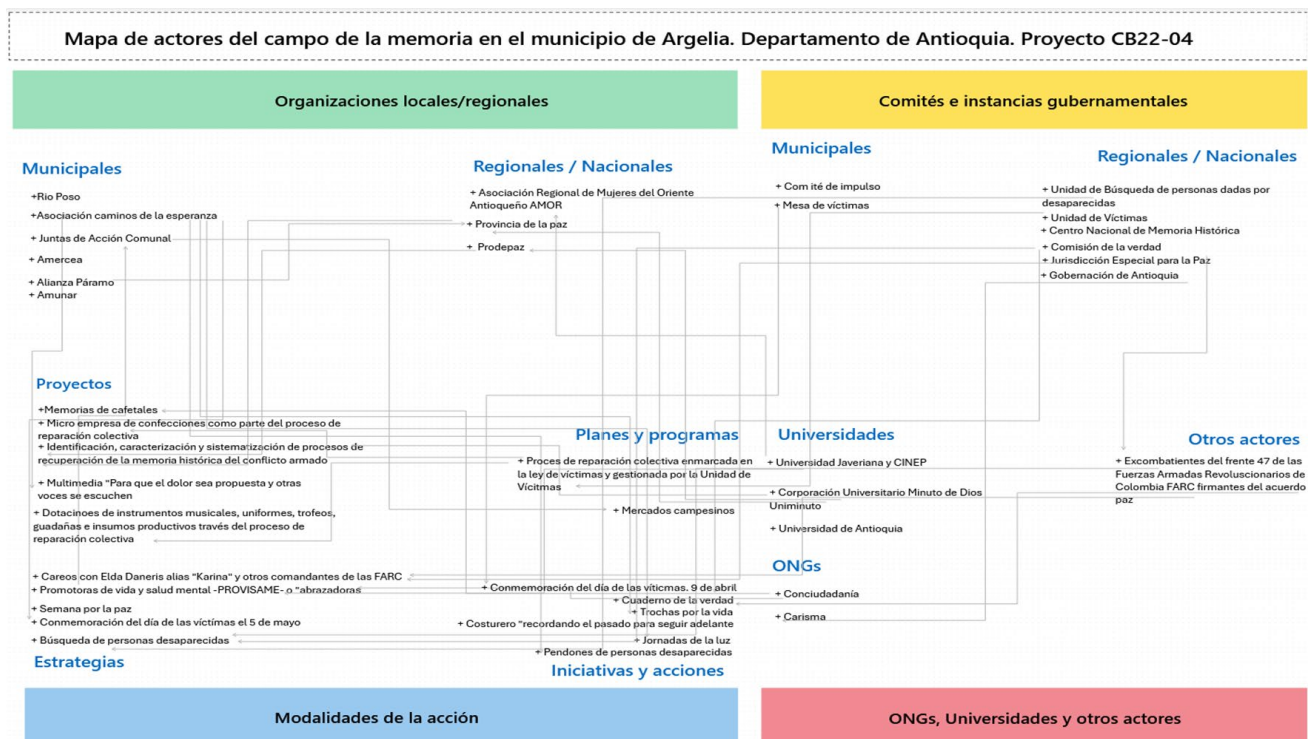 Mapa de actores del campo de la memoria en el municipio de Argelia. Departamento de Antioquia. Proyecto CB22-04
Organizaciones locales/regionales
Municipales
+Rio Poso
+Asociación caminos de la esperanza
+ Juntas de Acción Comunal
+ Amercea
+ Alianza Páramo
+ Amunar
Regionales / Nacionales
+ Asociación Regional de Mujeres del Oriente
Antioqueño AMOR
+ Provincia de la paz
+ Prodepaz
Comités e instancias gubernamentales
Municipales
+ Com ité de impulso
+ Mesa de víctimas
Regionales / Nacionales
+ Unidad de Búsqueda de personas dadas por
desaparecidas
+ Unidad de Víctimas
+ Centro Nacional de Memoria Histórica
+ Comisión de la verdad
+ Jurisdicción Especial para la Paz
+ Gobernación de Antioquia
Proyectos
+Memorias de cafetales
+ Micro empresa de confecciones como parte del proceso de
reparación colectiva
+ Identificación, caracterización y sistematización de procesos de
recuperación de la memoria histórica del conflicto armado
+ Multimedia "Para que el dolor sea propuesta y otras
voces se escuchen
+ Dotacinoes de instrumentos musicales, uniformes, trofeos,
guadañas e insumos productivos través del proceso de
reparación colectiva
Planes y programas
+ Proces de reparación colectiva enmarcada en
la ley de víctimas y gestionada por la Unidad de
Vícitmas
+ Mercados campesinos
+ Careos con Elda Daneris alias "Karina" y otros comandantes de las FARC
+ Promotoras de vida y salud mental -PROVISAME- o "abrazadoras
+ Semana por la paz
+ Conmemoración del día de las víctímas el 5 de mayo
+ Búsqueda de personas desaparecidas
Estrategias
+ Conmemoración del día de las víticmas. 9 de abril
+ Cuaderno de la verdad
+ Trochas por la vida
+ Costurero "recordando el pasado para seguir adelante
+ Jornadas de la luz
+ Pendones de personas desaparecidas
Iniciativas y acciones
Modalidades de la acción
Universidades
+ Universidad Javeriana y CINEP
+ Corporación Universitario Minuto de Dios
Uniminuto
+ Universidad de Antioquia
ONGs
+ Conciudadanía
+ Carisma
Otros actores
+ Excombatientes del frente 47 de las
Fuerzas Armadas Revoluscionarios de
Colombia FARC firmantes del acuerdo
paz
ONGs, Universidades y otros actores